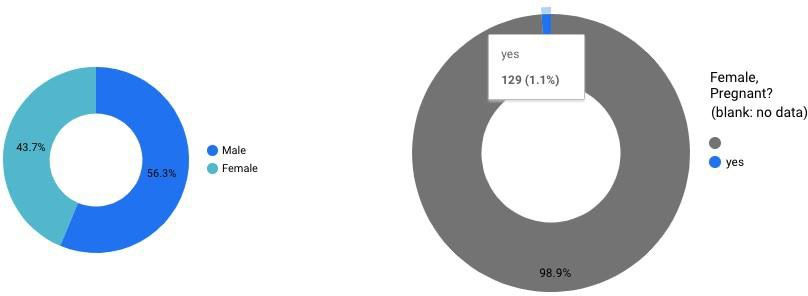 43.7%
56.3%
Male
Female
yes
129 (1.1%)
98.9%
Female,
Pregnant?
(blank: no data)
yes